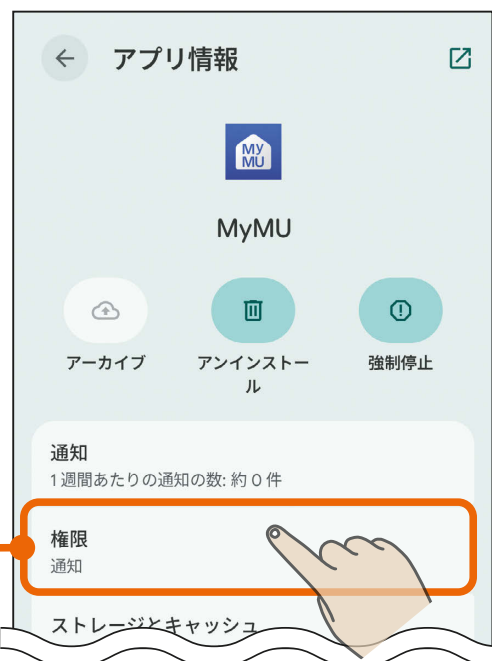 アプリ情報
MY
MU
MyMU
アーカイブ
アンインストー
ル
強制停止
通知
1週間あたりの通知の数: 約 0 件
権限
通知
ストレージとキャッシュ